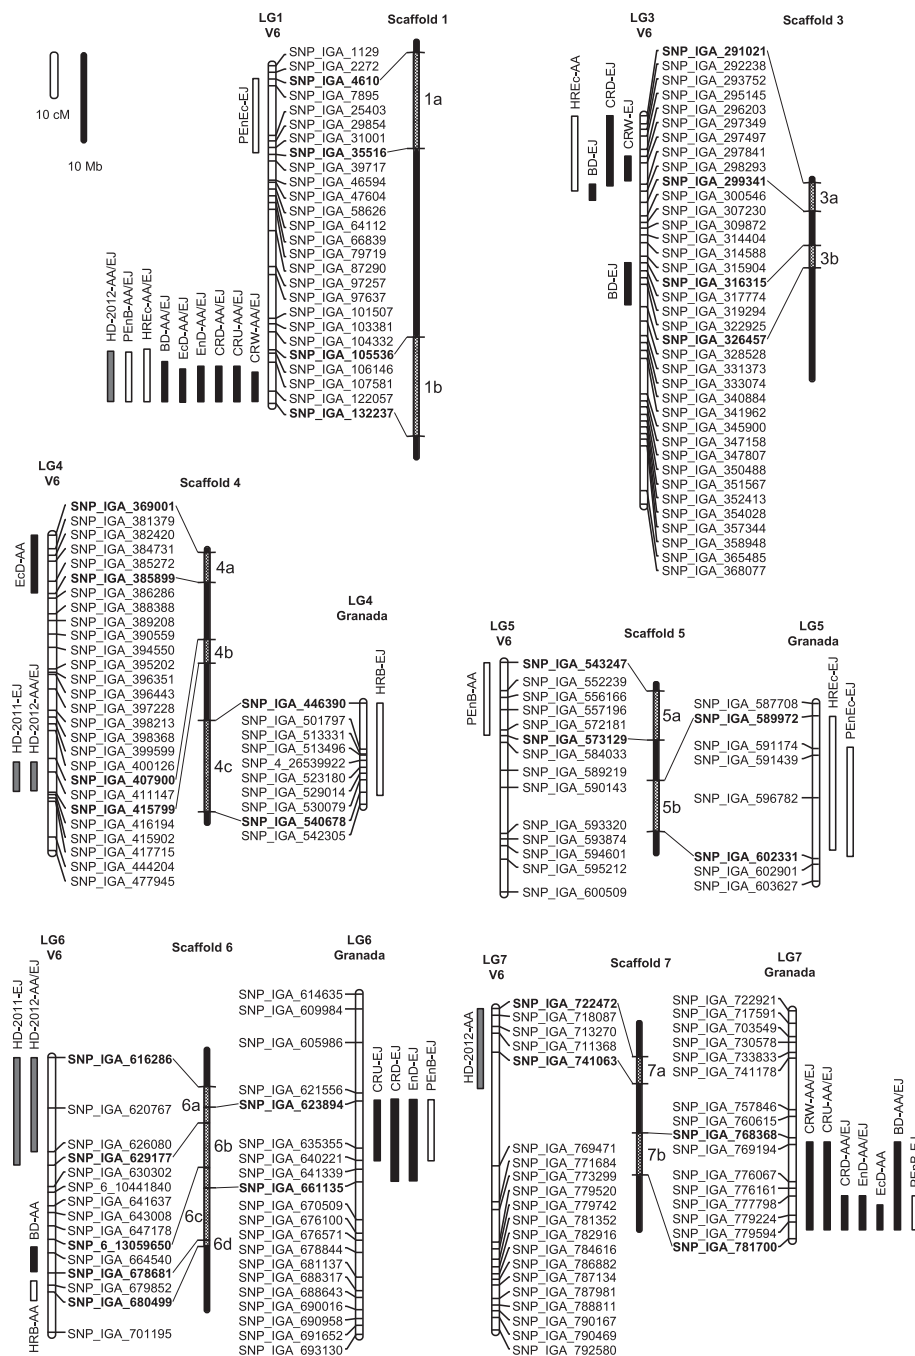 10 cM
10 Mb
LG1
V6
Scaffold 1
SNP_IGA_1129
SNP_IGA_2272
SNP_IGA_4610
SNP_IGA_7895
SNP_IGA_25403
SNP_IGA_29854
SNP_IGA_31001
SNP_IGA_35516
SNP_IGA_39717
SNP_IGA_46594
SNP_IGA_47604
SNP_IGA_58626
SNP_IGA_64112
SNP_IGA_66839
SNP_IGA_79719
SNP_IGA_87290
SNP_IGA_97257
SNP_IGA_97637
SNP_IGA_101507
SNP_IGA_103381
SNP_IGA_104332
SNP_IGA_105536
SNP_IGA_106146
SNP_IGA_107581
SNP_IGA_122057
SNP_IGA_132237
PEnEc-EJ
HD-2012-AA/EJ
PEnB-AA/EJ
HREc-AA/EJ
BD-AA/EJ
EcD-AA/EJ
EnD-AA/EJ
CRD-AA/EJ
CRU-AA/EJ
CRW-AA/EJ
1a
1b
LG3
V6
Scaffold 3
SNP_IGA_291021
SNP_IGA_292238
SNP_IGA_293752
SNP_IGA_295145
SNP_IGA_296203
SNP_IGA_297349
SNP_IGA_297497
SNP_IGA_297841
SNP_IGA_298293
SNP_IGA_299341
SNP_IGA_300546
SNP_IGA_307230
SNP_IGA_309872
SNP_IGA_314404
SNP_IGA_314588
SNP_IGA_315904
SNP_IGA_316315
SNP_IGA_317774
SNP_IGA_319294
SNP_IGA_322925
SNP_IGA_326457
SNP_IGA_328528
SNP_IGA_331373
SNP_IGA_333074
SNP_IGA_340884
SNP_IGA_341962
SNP_IGA_345900
SNP_IGA_347158
SNP_IGA_347807
SNP_IGA_350488
SNP_IGA_351567
SNP_IGA_352413
SNP_IGA_354028
SNP_IGA_357344
SNP_IGA_358948
SNP_IGA_365485
SNP_IGA_368077
HREc-AA
BD-EJ
CRD-EJ
CRW-EJ
BD-EJ
3a
3b
LG4
V6
Scaffold 4
SNP_IGA_369001
SNP_IGA_381379
SNP_IGA_382420
SNP_IGA_384731
SNP_IGA_385272
SNP_IGA_385899
SNP_IGA_386286
SNP_IGA_388388
SNP_IGA_389208
SNP_IGA_390559
SNP_IGA_394550
SNP_IGA_395202
SNP_IGA_396351
SNP_IGA_396443
SNP_IGA_397228
SNP_IGA_398213
SNP_IGA_398368
SNP_IGA_399599
SNP_IGA_400126
SNP_IGA_407900
SNP_IGA_411147
SNP_IGA_415799
SNP_IGA_416194
SNP_IGA_415902
SNP_IGA_417715
SNP_IGA_444204
SNP_IGA_477945
EcD-AA
HD-2011-EJ
HD-2012-AA/EJ
4a
4b
4c
LG4
Granada
SNP_IGA_446390
SNP_IGA_501797
SNP_IGA_513331
SNP_IGA_513496
SNP_4_26539922
SNP_IGA_523180
SNP_IGA_529014
SNP_IGA_530079
SNP_IGA_540678
SNP_IGA_542305
HRB-EJ
LG5
V6
Scaffold 5
SNP_IGA_543247
SNP_IGA_552239
SNP_IGA_556166
SNP_IGA_557196
SNP_IGA_572181
SNP_IGA_573129
SNP_IGA_584033
SNP_IGA_589219
SNP_IGA_590143
SNP_IGA_593320
SNP_IGA_593874
SNP_IGA_594601
SNP_IGA_595212
SNP_IGA_600509
PEnB-AA
5a
5b
LG5
Granada
SNP_IGA_587708
SNP_IGA_589972
SNP_IGA_591174
SNP_IGA_591439
SNP_IGA_596782
SNP_IGA_602331
SNP_IGA_602901
SNP_IGA_603627
HREc-EJ
PEnEc-EJ
LG6
V6
Scaffold 6
HD-2011-EJ
HD-2012-AA/EJ
BD-AA
HRB-AA
SNP_IGA_616286
SNP_IGA_620767
SNP_IGA_626080
SNP_IGA_629177
SNP_IGA_630302
SNP_6_10441840
SNP_IGA_641637
SNP_IGA_643008
SNP_IGA_647178
SNP_6_13059650
SNP_IGA_664540
SNP_IGA_678681
SNP_IGA_679852
SNP_IGA_680499
SNP_IGA_701195
6a
6b
6c
6d
LG6
Granada
SNP_IGA_614635
SNP_IGA_609984
SNP_IGA_605986
SNP_IGA_621556
SNP_IGA_623894
SNP_IGA_635355
SNP_IGA_640221
SNP_IGA_641339
SNP_IGA_661135
SNP_IGA_670509
SNP_IGA_676100
SNP_IGA_676571
SNP_IGA_678844
SNP_IGA_681137
SNP_IGA_688317
SNP_IGA_688643
SNP_IGA_690016
SNP_IGA_690958
SNP_IGA_691652
SNP_IGA_693130
CRU-EJ
CRD-EJ
EnD-EJ
PEnB-EJ
LG7
V6
Scaffold 7
HD-2012-AA
SNP_IGA_722472
SNP_IGA_718087
SNP_IGA_713270
SNP_IGA_711368
SNP_IGA_741063
SNP_IGA_769471
SNP_IGA_771684
SNP_IGA_773299
SNP_IGA_779520
SNP_IGA_779742
SNP_IGA_781352
SNP_IGA_782916
SNP_IGA_784616
SNP_IGA_786882
SNP_IGA_787134
SNP_IGA_787981
SNP_IGA_788811
SNP_IGA_790167
SNP_IGA_790469
SNP_IGA_792580
7a
7b
LG7
Granada
SNP_IGA_722921
SNP_IGA_717591
SNP_IGA_703549
SNP_IGA_730578
SNP_IGA_733833
SNP_IGA_741178
SNP_IGA_757846
SNP_IGA_760615
SNP_IGA_768368
SNP_IGA_769194
SNP_IGA_776067
SNP_IGA_776161
SNP_IGA_777798
SNP_IGA_779224
SNP_IGA_779594
SNP_IGA_781700
CRW-AA/EJ
CRU-AA/EJ
CRD-AA/EJ
EnD-AA/EJ
EcD-AA
BD-AA/EJ
PEnB-EJ